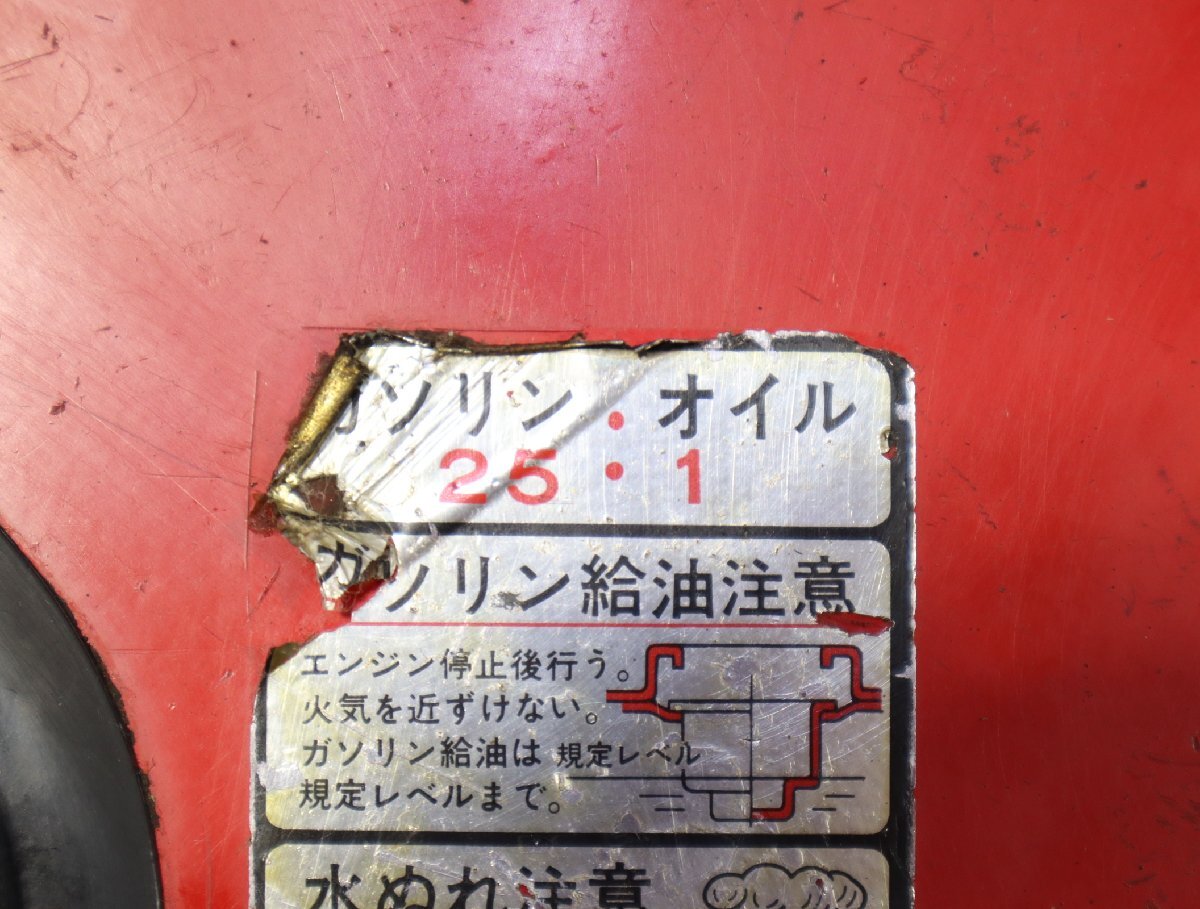 ガソリン：オイル
25：1
ガソリン給油注意
エンジン停止後行う。
火気を近ずけない。
ガソリン給油は
規定レベルまで。
規定レベル
水ぬれ注意